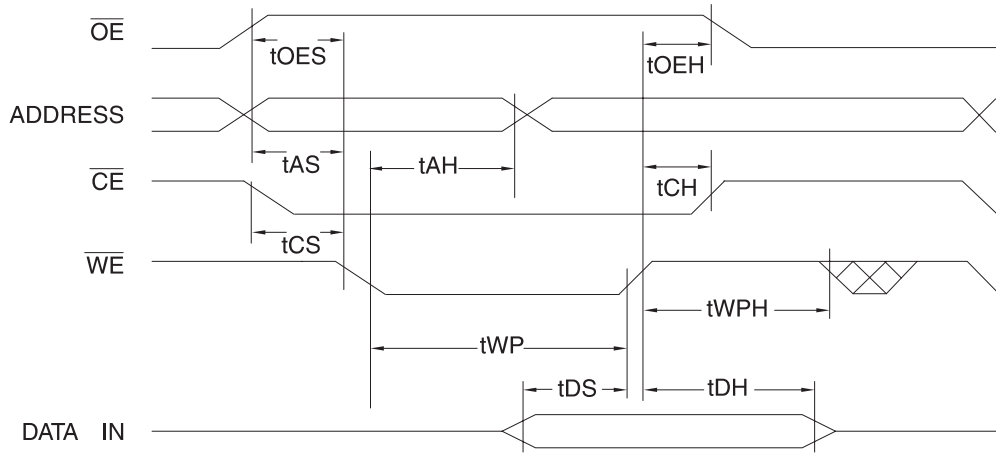 OE
tOES
tOEH
ADDRESS
tAS
tAH
tCH
CE
tCS
WE
tWPH
tWP
tDS
tDH
DATA IN